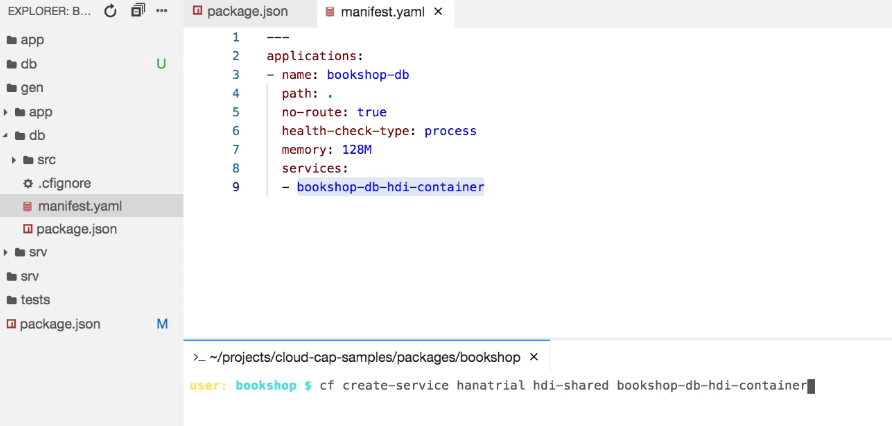 EXPLORER: B...
app
db U
gen
app
db
src
.cfignore
manifest.yaml
package.json
srv
srv
tests
package.json M
package.json
manifest.yaml ×
1 ---
2 applications:
3 - name: bookshop-db
4 path: .
5 no-route: true
6 health-check-type: process
7 memory: 128M
8 services:
9 - bookshop-db-hdi-container
>_ ~/projects/cloud-cap-samples/packages/bookshop ×
user: bookshop $ cf create-service hanatrial hdi-shared bookshop-db-hdi-container